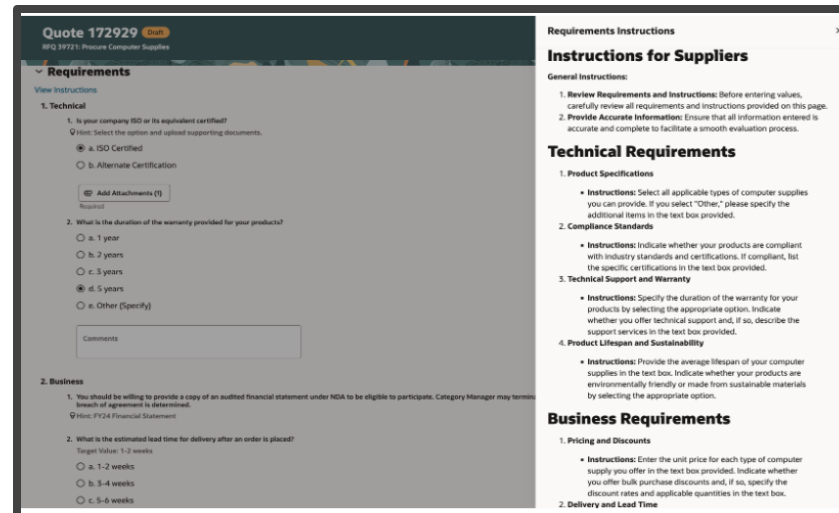 Quote 172929 Draft
RFQ 39721: Procure Computer Supplies
Requirements
View Instructions
1. Technical
1. Is your company ISO or its equivalent certified?
Hint: Select the option and upload supporting documents.
a. ISO Certified
b. Alternate Certification
Add Attachments (1)
Required
2. What is the duration of the warranty provided for your products?
a. 1 year
b. 2 years
c. 3 years
d. 5 years
e. Other (Specify)
Comments
2. Business
1. You should be willing to provide a copy of an audited financial statement under NDA to be eligible to participate. Category Manager may
breach of agreement is determined.
Hint: FY24 Financial Statement
2. What is the estimated lead time for delivery after an order is placed?
Target Value: 1-2 weeks
a. 1-2 weeks
b. 3-4 weeks
c. 5-6 weeks
Requirements Instructions
Instructions for Suppliers
General Instructions:
1. Review Requirements and Instructions: Before entering values,
carefully review all requirements and instructions provided on this page.
2. Provide Accurate Information: Ensure that all information entered is
accurate and complete to facilitate a smooth evaluation process.
Technical Requirements
1. Product Specifications
• Instructions: Select all applicable types of computer supplies
you can provide. If you select "Other," please specify the
additional items in the text box provided.
2. Compliance Standards
• Instructions: Indicate whether your products are compliant
with industry standards and certifications. If compliant, list
the specific certifications in the text box provided.
3. Technical Support and Warranty
• Instructions: Specify the duration of the warranty for your
products by selecting the appropriate option. Indicate
whether you offer technical support and, if so, describe the
support services in the text box provided.
4. Product Lifespan and Sustainability
• Instructions: Provide the average lifespan of your computer
supplies in the text box. Indicate whether your products are
environmentally friendly or made from sustainable materials
by selecting the appropriate option.
Business Requirements
1. Pricing and Discounts
• Instructions: Enter the unit price for each type of computer
supply you offer in the text box provided. Indicate whether
you offer bulk purchase discounts and, if so, specify the
discount rates and applicable quantities in the text box.
2. Delivery and Lead Time